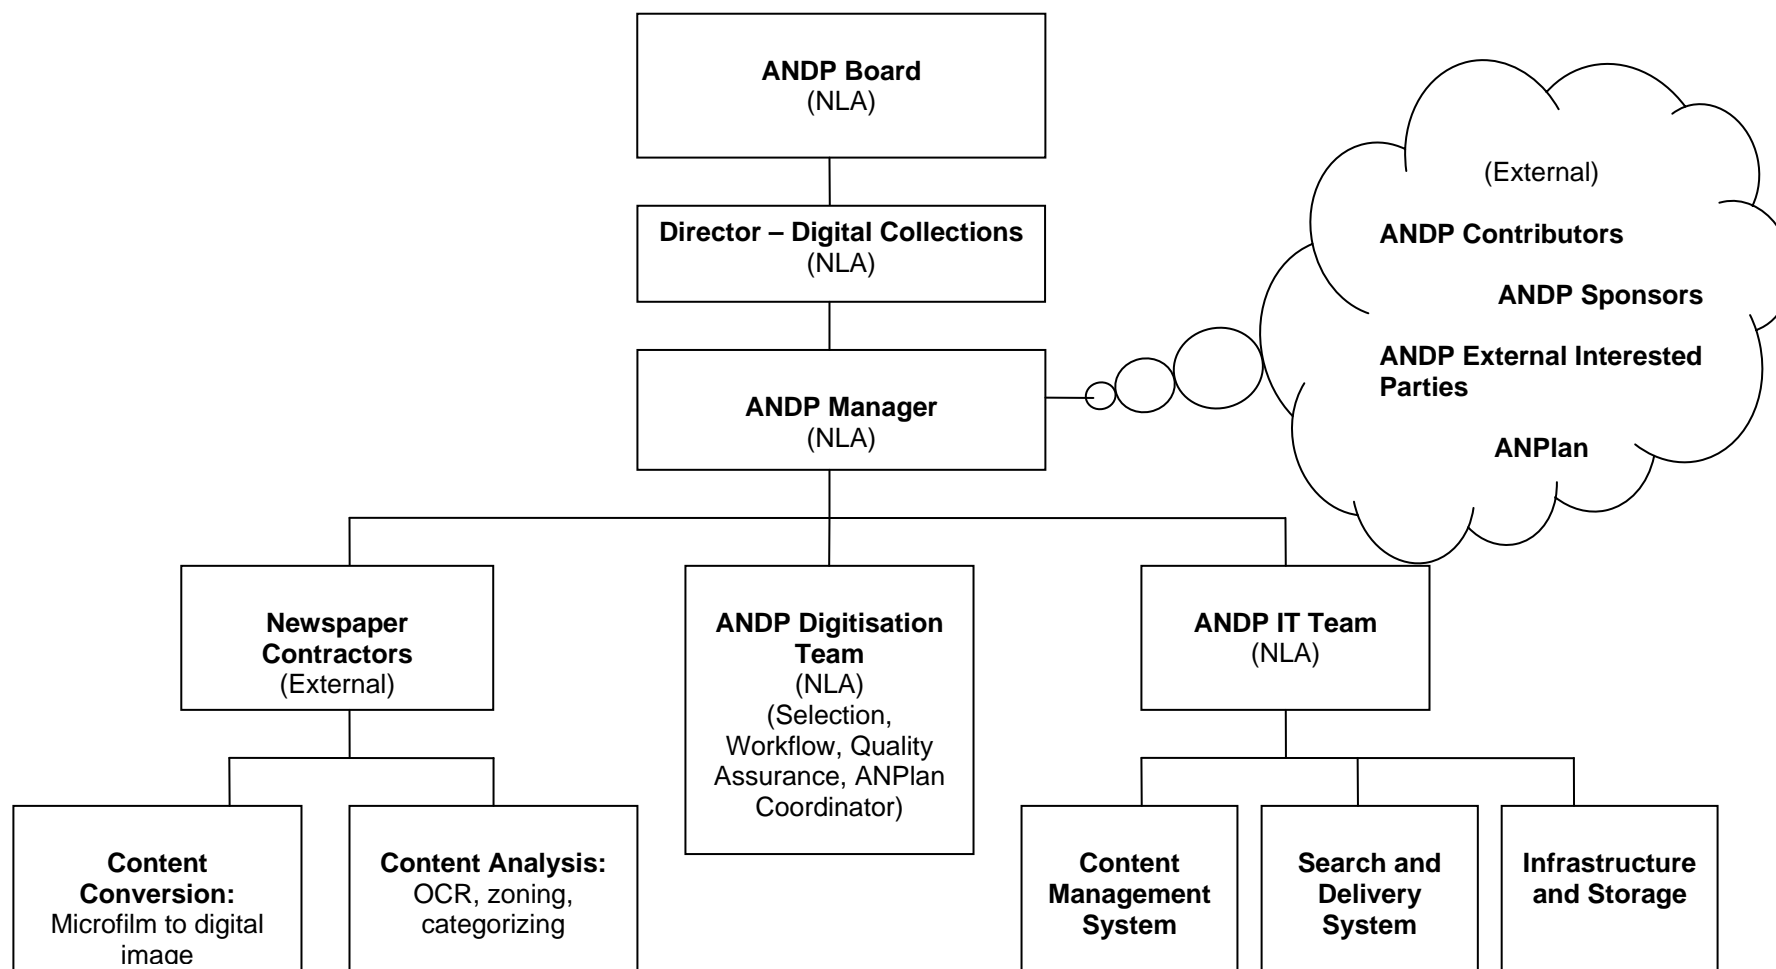 ANDP Board
(NLA)
Director – Digital Collections
(NLA)
ANDP Manager
(NLA)
(External)
ANDP Contributors
ANDP Sponsors
ANDP External Interested
Parties
ANPlan
Newspaper
Contractors
(External)
ANDP Digitisation
Team
(NLA)
(Selection,
Workflow, Quality
Assurance, ANPlan
Coordinator)
ANDP IT Team
(NLA)
Content
Conversion:
Microfilm to digital
image
Content Analysis:
OCR, zoning,
categorizing
Content
Management
System
Search and
Delivery
System
Infrastructure
and Storage